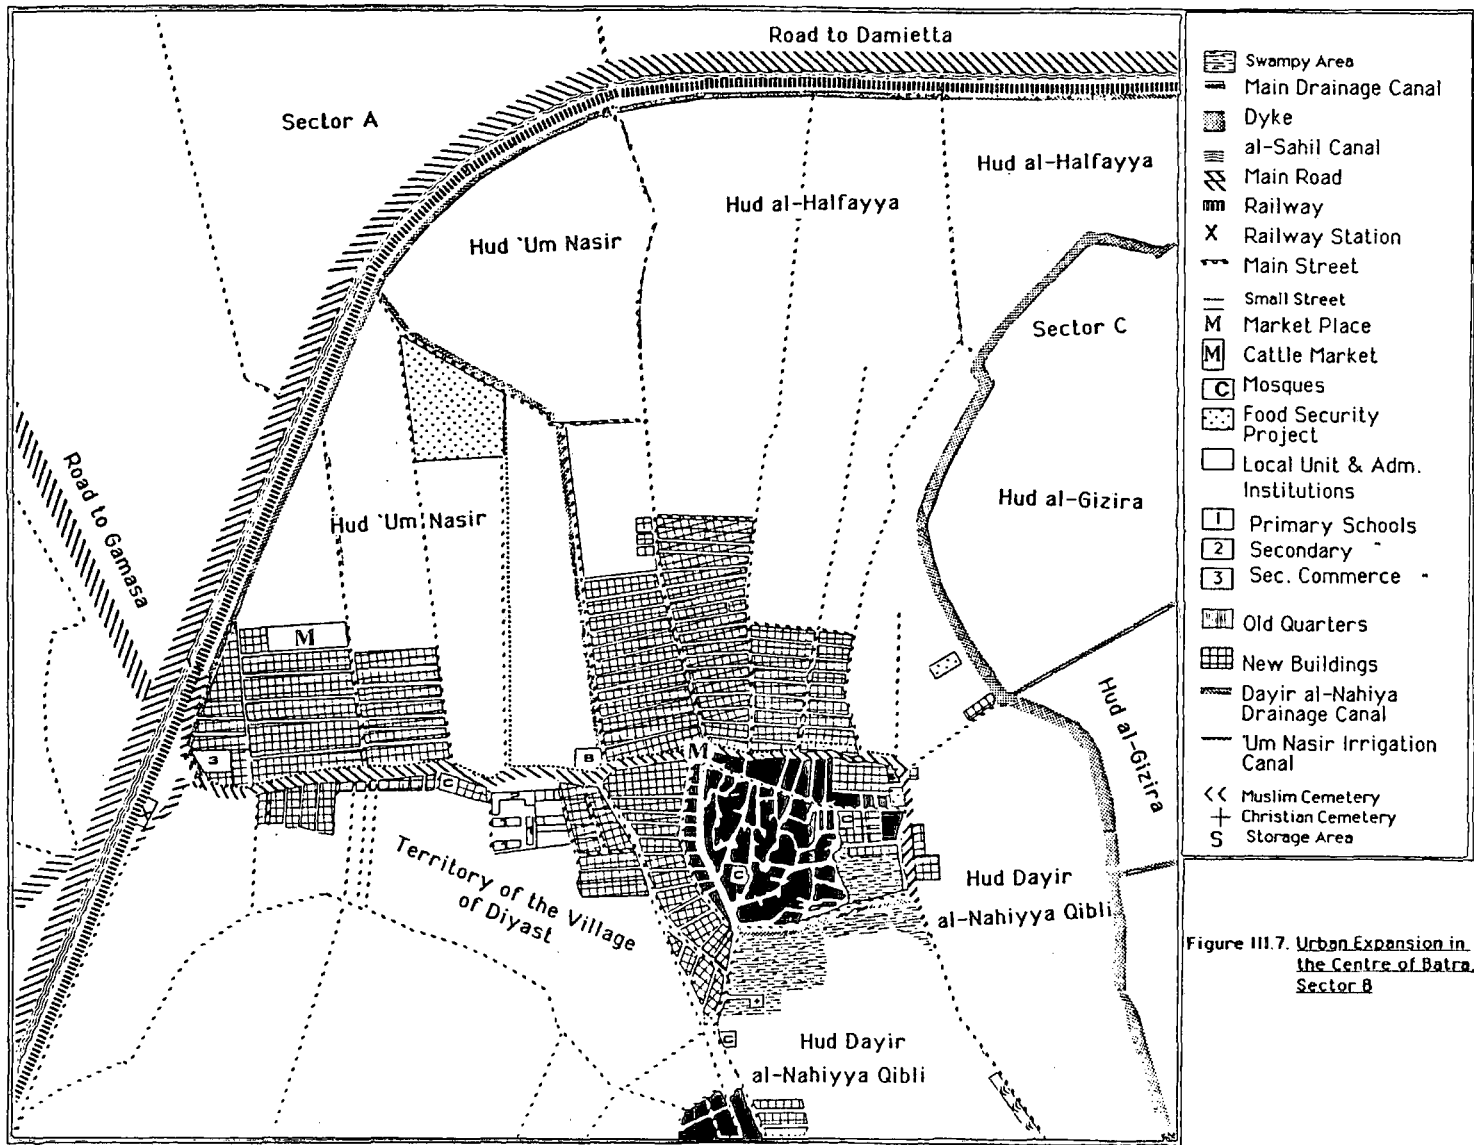 Road to Damietta
Sector A
Hud al-Halfayya
Hud al-Halfayya
Hud 'Um Nasir
Sector C
Road to Gamasa
Hud al-Gizira
Hud 'Um Nasir
M
Hud al-Gizira
3
B
M
C
C
Territory of the Village
of Diyast
Hud Dayir
al-Nahiyya Qibli
+
C
Hud Dayir
al-Nahiyya Qibli
Swampy Area
Main Drainage Canal
Dyke
al-Sahil Canal
Main Road
Railway
X Railway Station
Main Street
Small Street
M Market Place
M Cattle Market
C Mosques
Food Security
Project
Local Unit & Adm.
Institutions
1 Primary Schools
2 Secondary "
3 Sec. Commerce "
Old Quarters
New Buildings
Dayir al-Nahiya
Drainage Canal
'Um Nasir Irrigation
Canal
<< Muslim Cemetery
+ Christian Cemetery
S Storage Area
Figure III.7. Urban Expansion in
the Centre of Batra,
Sector B